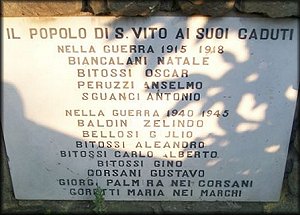 IL POPOLO DI S. VITO AI SUOI CADUTI
NELLA GUERRA 1915 1918
BIANCALANI NATALE
BITOSSI OSCAR
PERUZZI ANSELMO
SGUANCI ANTONIO
NELLA GUERRA 1940 1945
BALDINI ZELINDO
BELLOSI GIULIO
BITOSSI ALEANDRO
BITOSSI CARLO ALBERTO
BITOSSI GINO
CORSANI GUSTAVO
GIORGI PALMIRA NEI CORSANI
GORETTI MARIA NEI MARCHI